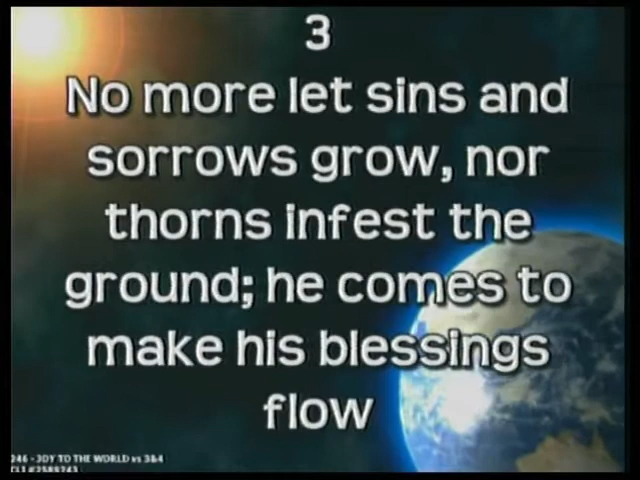 3
No more let sins and
sorrows grow, nor
thorns infest the
ground; he comes to
make his blessings
flow
246 - JOY TO THE WORLD vs 3&4